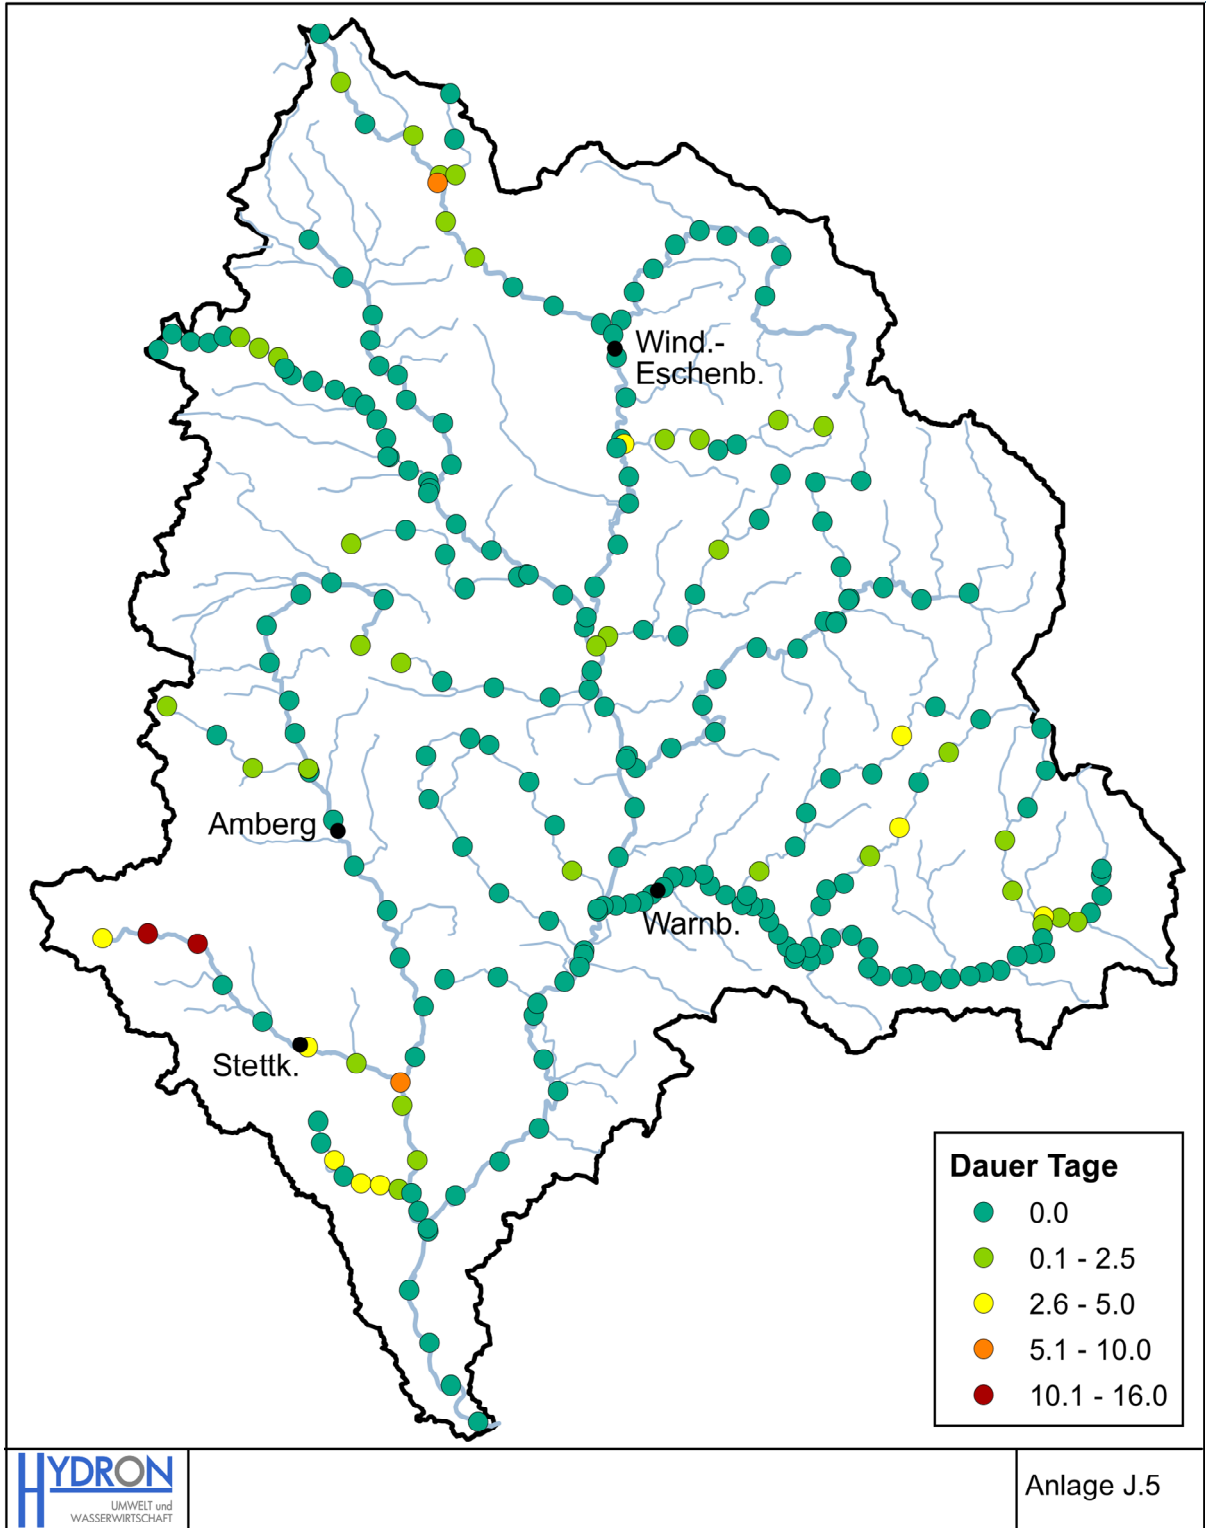 Wind.-
Eschenb.
Amberg
Warnb.
Stettk.
Dauer Tage
0.0
0.1 - 2.5
2.6 - 5.0
5.1 - 10.0
10.1 - 16.0
HYDRON
UMWELT und
WASSERWIRTSCHAFT
Anlage J.5